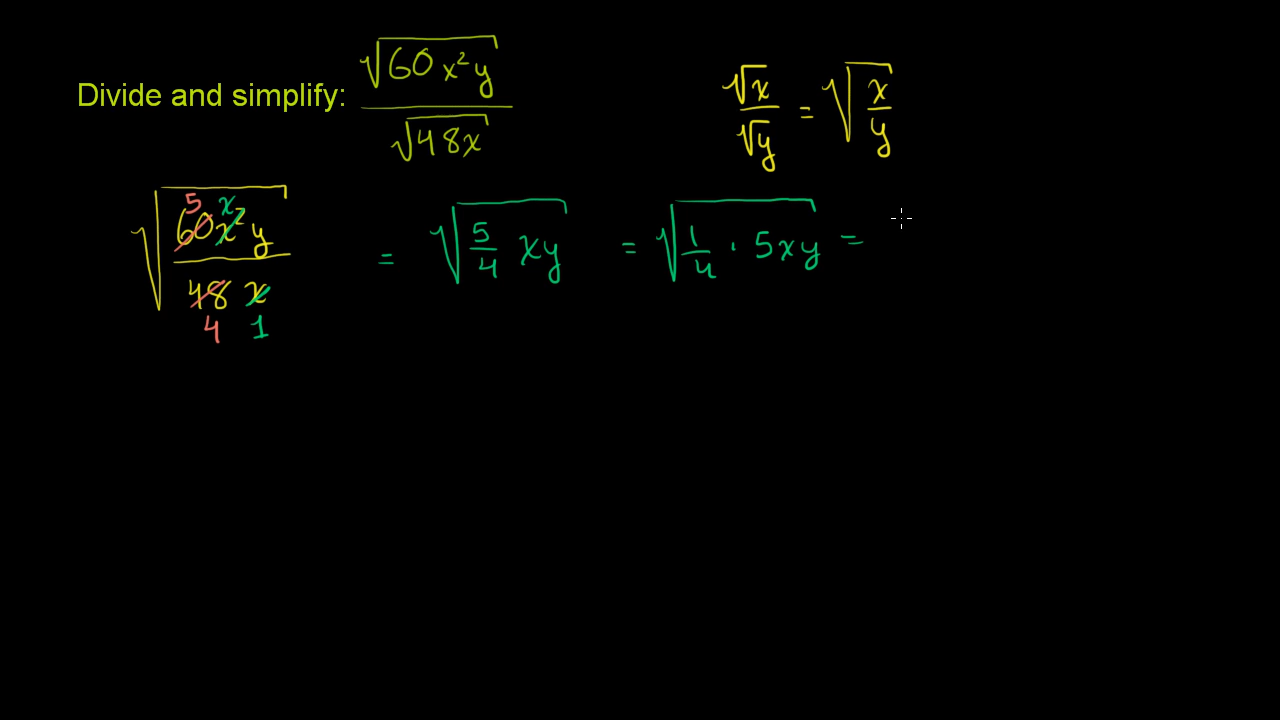 Divide and simplify: √(60x²y) / √(48x)
√x / √y = √(x/y)
√(60x²y / 48x) = √(5/4 xy) = √(1/4 · 5xy) =
5 x
4 1